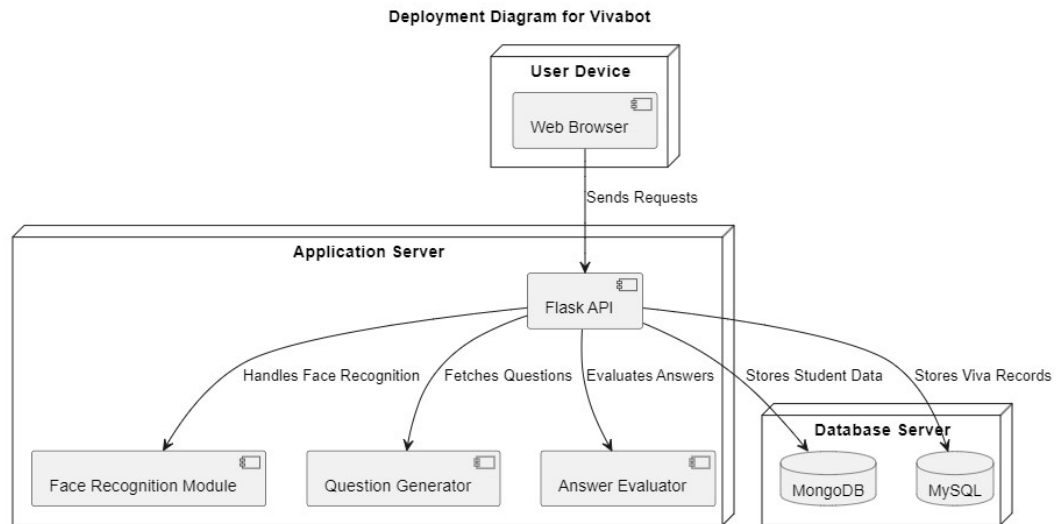 Deployment Diagram for Vivabot
User Device
Web Browser
Sends Requests
Application Server
Flask API
Handles Face Recognition
Fetches Questions
Evaluates Answers
Stores Student Data
Stores Viva Records
Database Server
Face Recognition Module
Question Generator
Answer Evaluator
MongoDB
MySQL